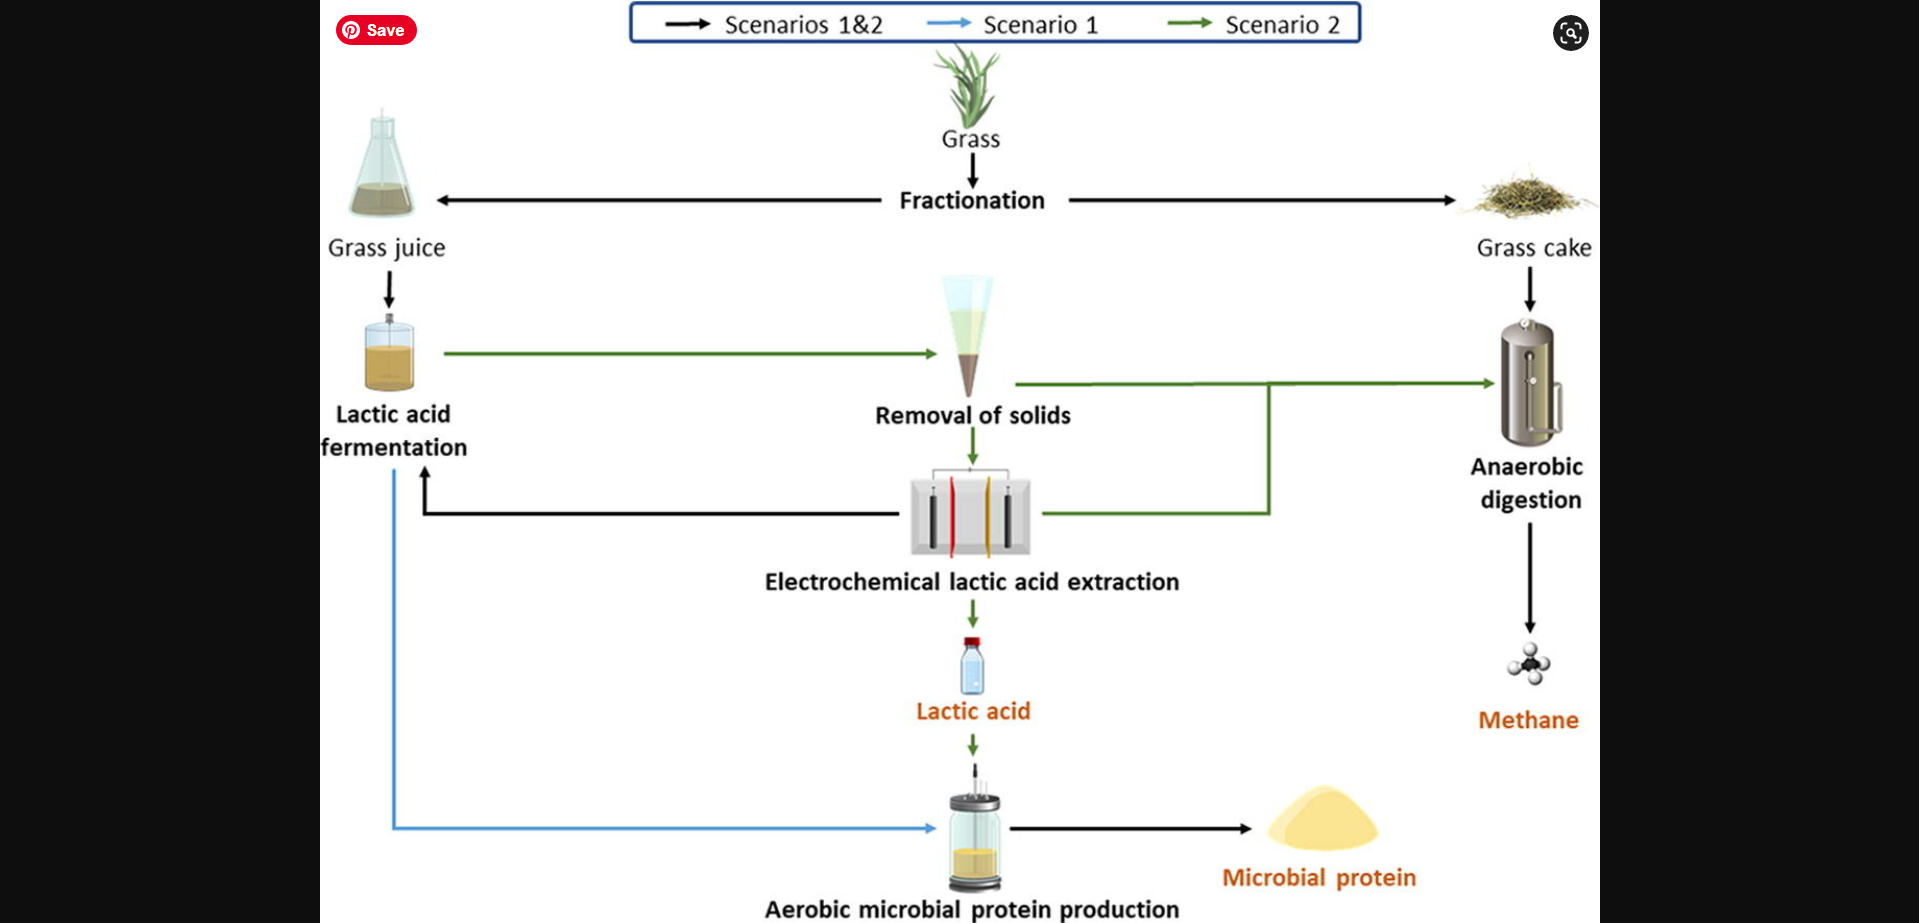 Save
Scenarios 1&2
Scenario 1
Scenario 2
Grass
Fractionation
Grass juice
Grass cake
Lactic acid
fermentation
Removal of solids
Anaerobic
digestion
Electrochemical lactic acid extraction
Lactic acid
Methane
Microbial protein
Aerobic microbial protein production